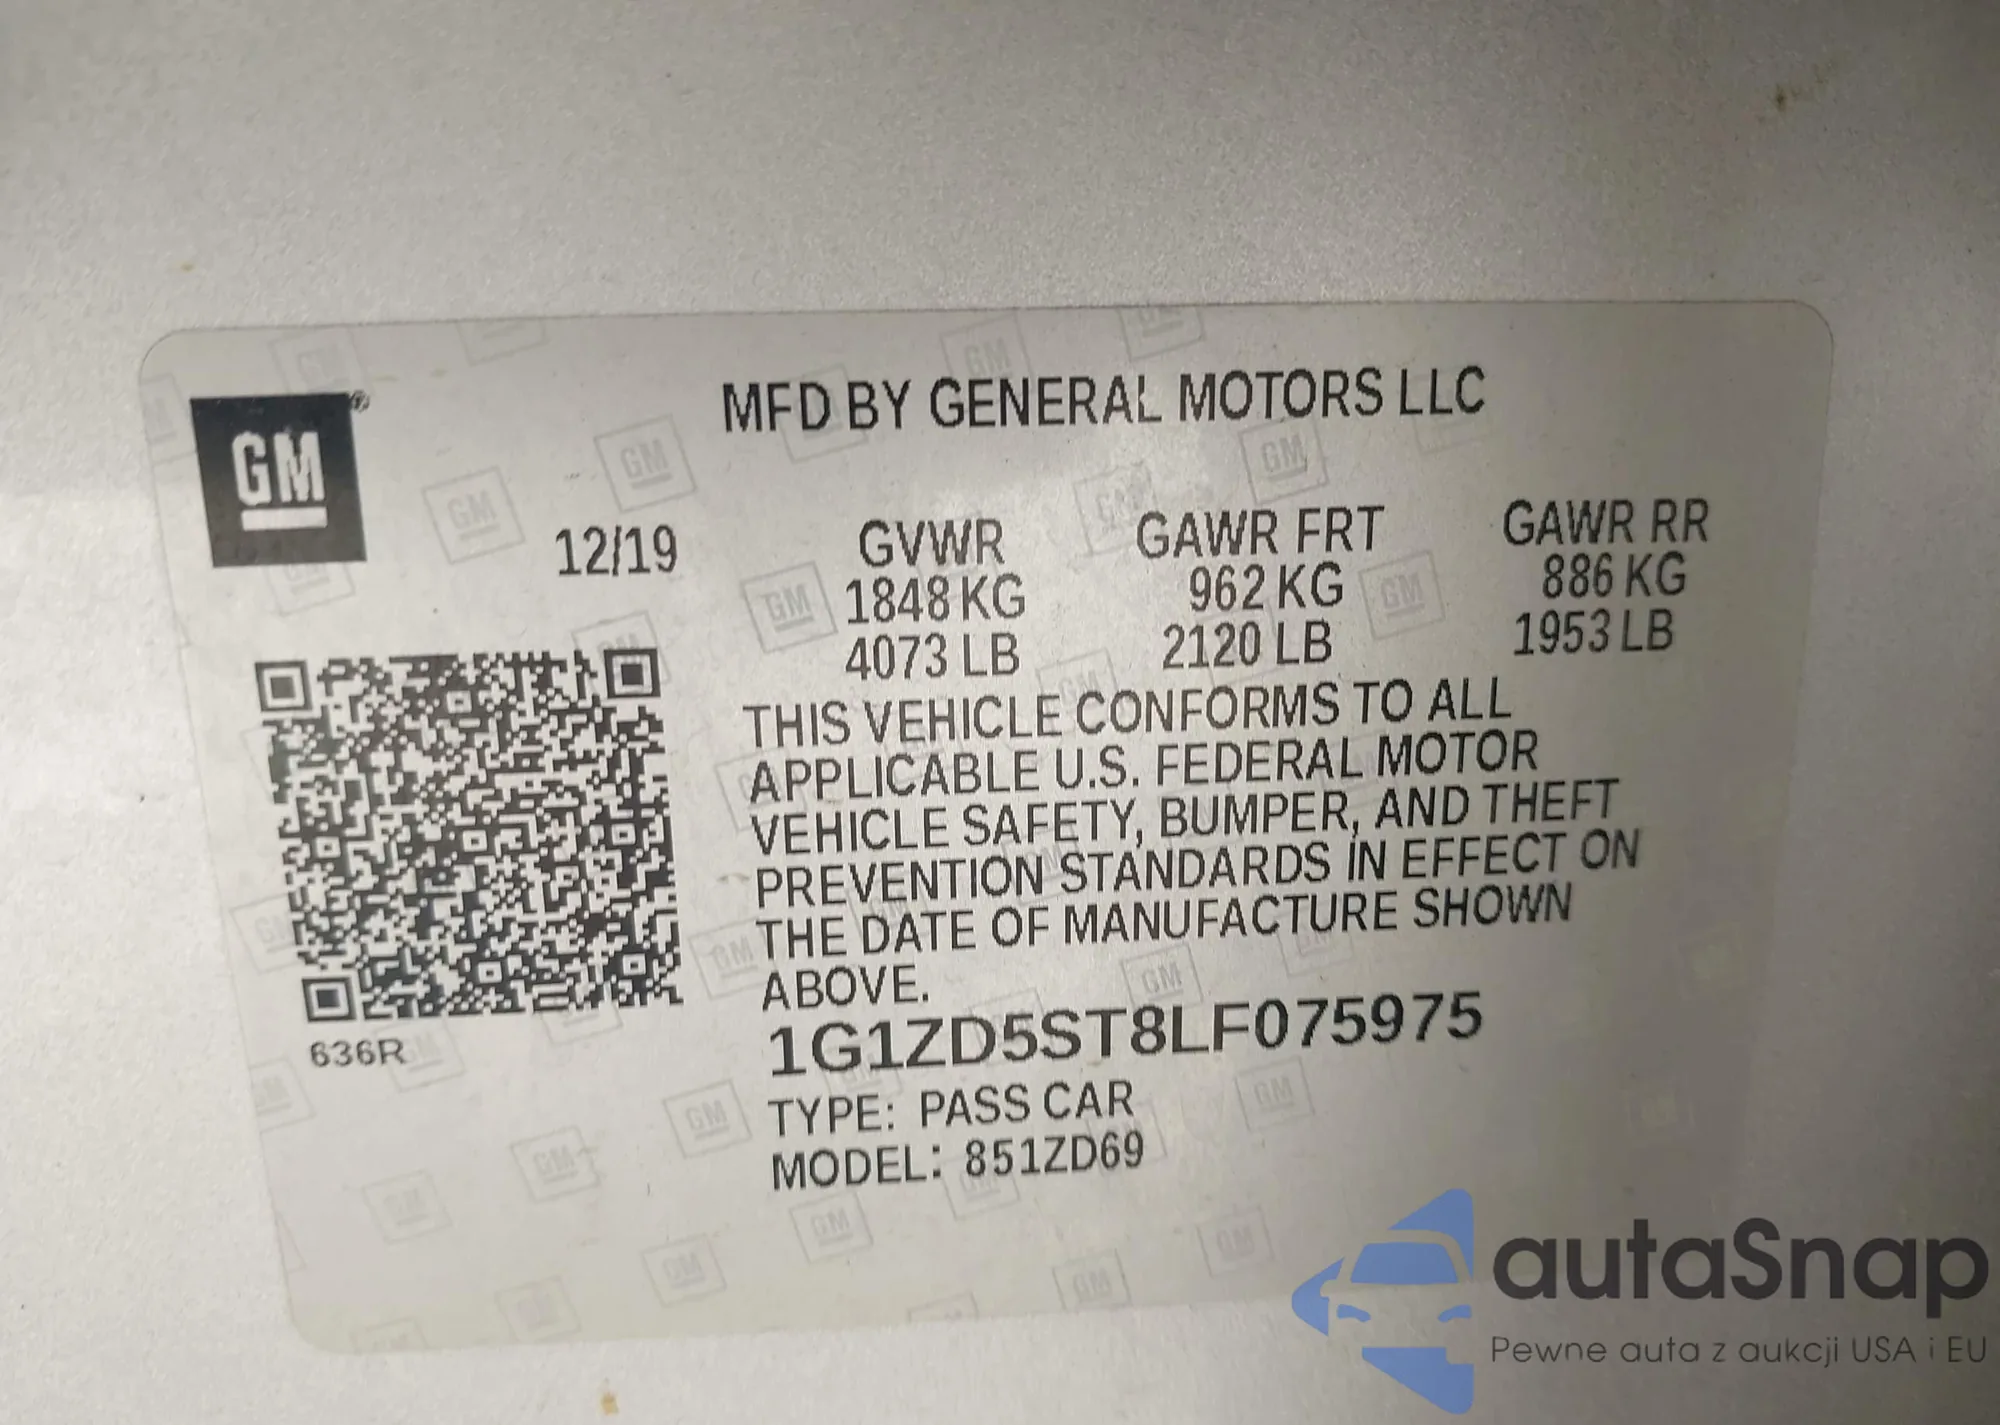 GM
MFD BY GENERAL MOTORS LLC
12/19
GVWR GAWR FRT GAWR RR
1848 KG 962 KG 886 KG
4073 LB 2120 LB 1953 LB
THIS VEHICLE CONFORMS TO ALL
APPLICABLE U.S. FEDERAL MOTOR
VEHICLE SAFETY, BUMPER, AND THEFT
PREVENTION STANDARDS IN EFFECT ON
THE DATE OF MANUFACTURE SHOWN
ABOVE.
636R
1G1ZD5ST8LF075975
TYPE: PASS CAR
MODEL: 851ZD69
autaSnap
Pewne auta z aukcji USA i EU